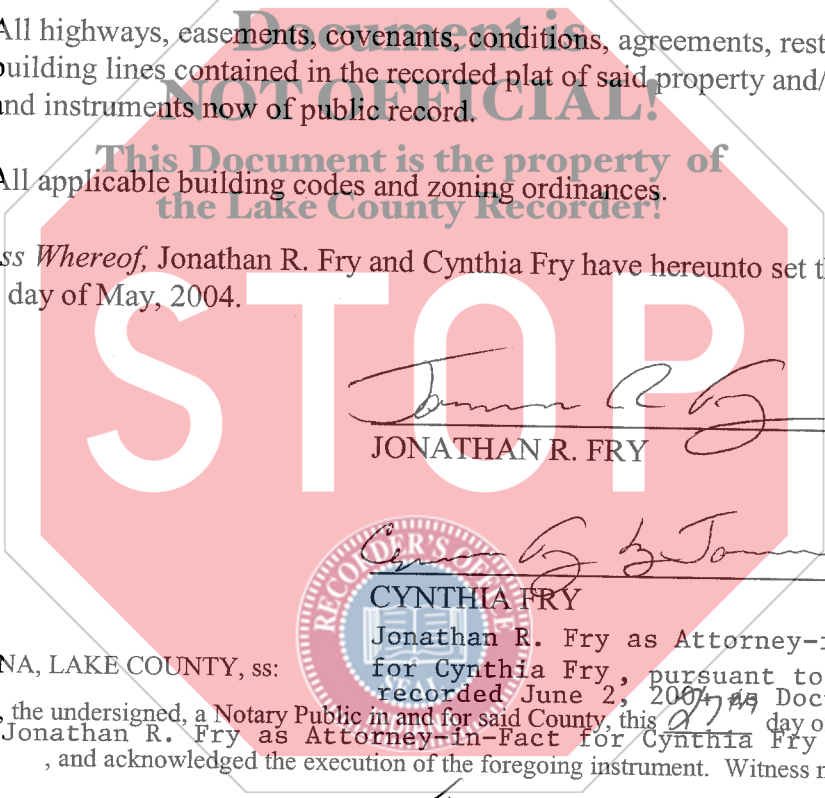 Document is
All highways, easements, covenants, conditions, agreements, rest
building lines contained in the recorded plat of said property and/
NOT OFFICIAL!
and instruments now of public record.
This Document is the property of
All applicable building codes and zoning ordinances.
the Lake County Recorder!
ss Whereof, Jonathan R. Fry and Cynthia Fry have hereunto set th
day of May, 2004.
STOP
JONATHAN R. FRY
RECORDER'S OFFICE
CYNTHIA FRY
Jonathan R. Fry as Attorney-i
NA, LAKE COUNTY, ss:
for Cynthia Fry, pursuant to
SEAL
recorded June 2, 2004 as Doc
, the undersigned, a Notary Public in and for said County, this 27th day o
Jonathan R. Fry as Attorney-in-Fact for Cynthia Fry
, and acknowledged the execution of the foregoing instrument. Witness m